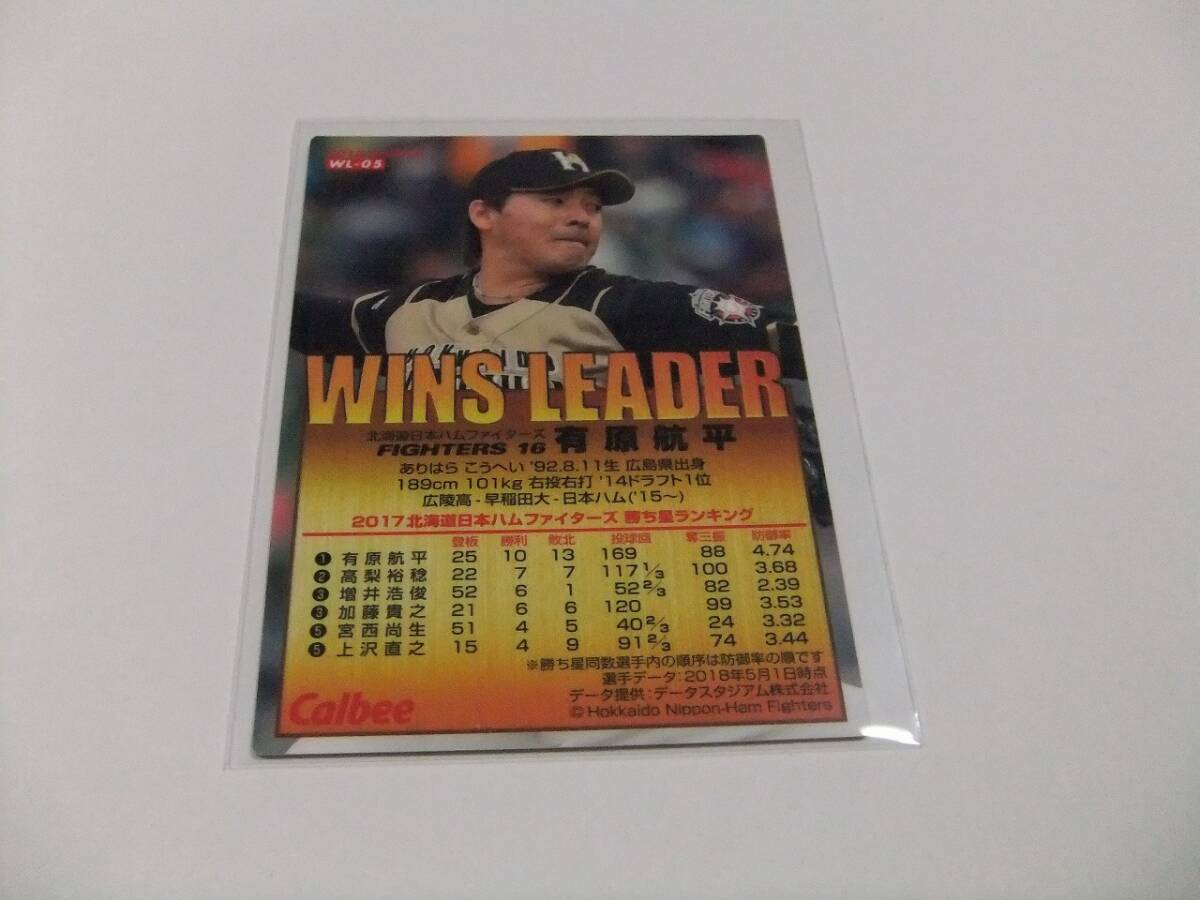 WL-05
WINS LEADER
北海道日本ハムファイターズ
FIGHTERS 16 有原航平
ありはら こうへい '92.8.11生 広島県出身
189cm 101kg 右投右打 '14ドラフト1位
広陵高-早稲田大-日本ハム('15~)
2017北海道日本ハムファイターズ 勝ち星ランキング
登板 勝利 敗北 投球回 奪三振 防御率
❶ 有原航平 25 10 13 169 88 4.74
❷ 高梨裕稔 22 7 7 117 1/3 100 3.68
❸ 増井浩俊 52 6 1 52 2/3 82 2.39
❸ 加藤貴之 21 6 6 120 99 3.53
❺ 宮西尚生 51 4 5 40 2/3 24 3.32
❺ 上沢直之 15 4 9 91 2/3 74 3.44
※勝ち星同数選手内の順序は防御率の順です
選手データ:2018年5月1日時点
データ提供:データスタジアム株式会社
Calbee
© Hokkaido Nippon-Ham Fighters